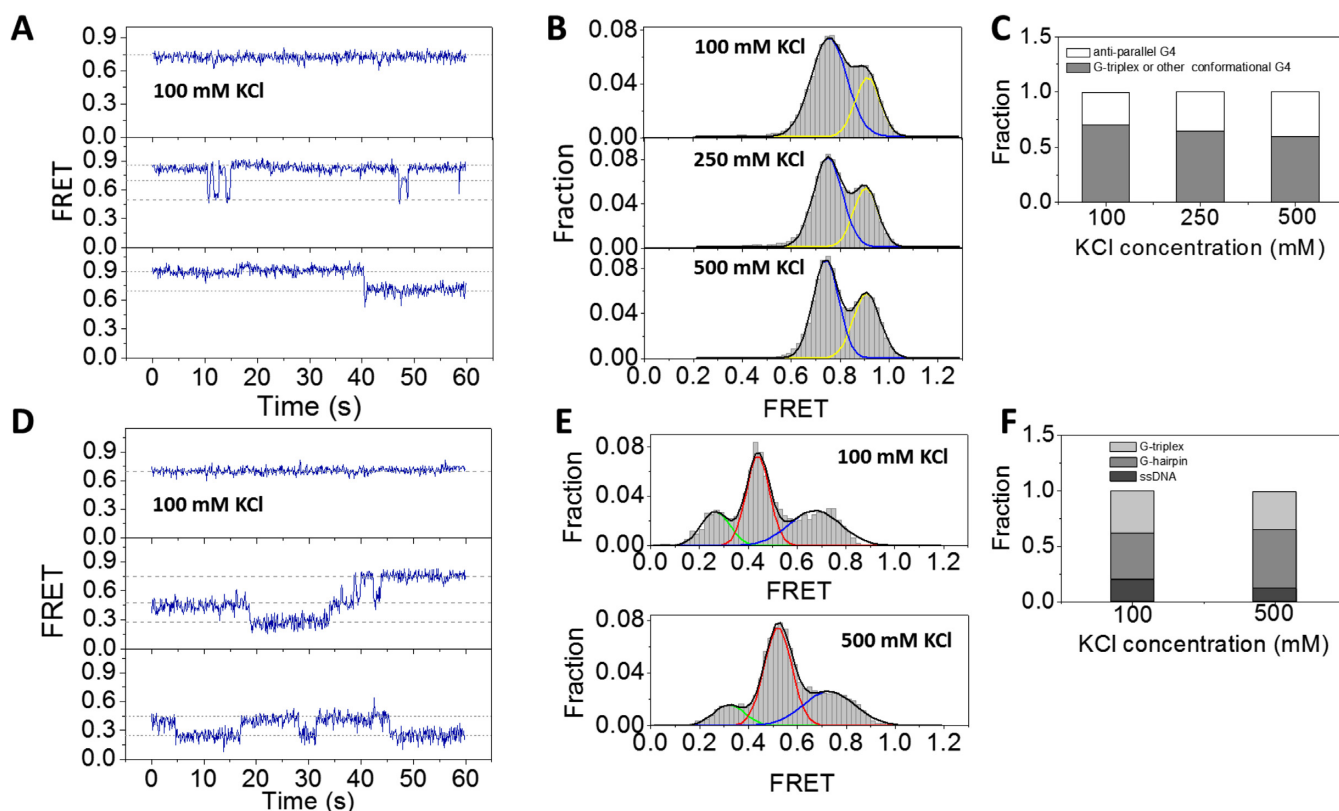 A
0.9
0.6
0.3
0.0
100 mM KCl
0.9
0.6
0.3
0.0
0.9
0.6
0.3
0.0
FRET
0 10 20 30 40 50 60
Time (s)
B
0.08
0.04
0.00
100 mM KCl
0.08
0.04
0.00
250 mM KCl
0.08
0.04
0.00
500 mM KCl
Fraction
0.0 0.2 0.4 0.6 0.8 1.0 1.2
FRET
C
1.5
1.0
0.5
0.0
Fraction
anti-parallel G4
G-triplex or other conformational G4
100 250 500
KCl concentration (mM)
D
0.9
0.6
0.3
0.0
100 mM KCl
0.9
0.6
0.3
0.0
0.9
0.6
0.3
0.0
FRET
0 10 20 30 40 50 60
Time (s)
E
0.08
0.04
0.00
Fraction
100 mM KCl
0.0 0.2 0.4 0.6 0.8 1.0 1.2
FRET
0.08
0.04
0.00
Fraction
500 mM KCl
0.0 0.2 0.4 0.6 0.8 1.0 1.2
FRET
F
1.5
1.0
0.5
0.0
Fraction
G-triplex
G-hairpin
ssDNA
100 500
KCl concentration (mM)